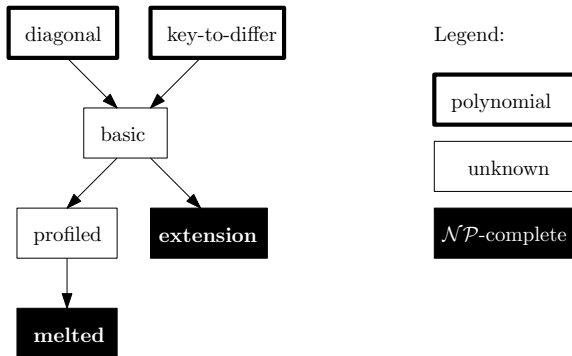 diagonal
key-to-differ
Legend:
polynomial
basic
unknown
profiled
extension
NP-complete
melted